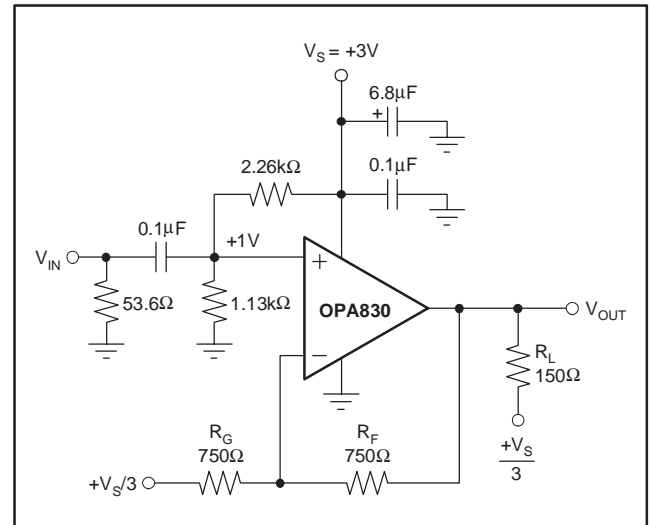 V_S = +3V
6.8μF
+
2.26kΩ
0.1μF
0.1μF
+1V
V_IN
+
53.6Ω
1.13kΩ
OPA830
V_OUT
−
R_L
150Ω
R_G
750Ω
R_F
750Ω
+V_S/3
+V_S
3